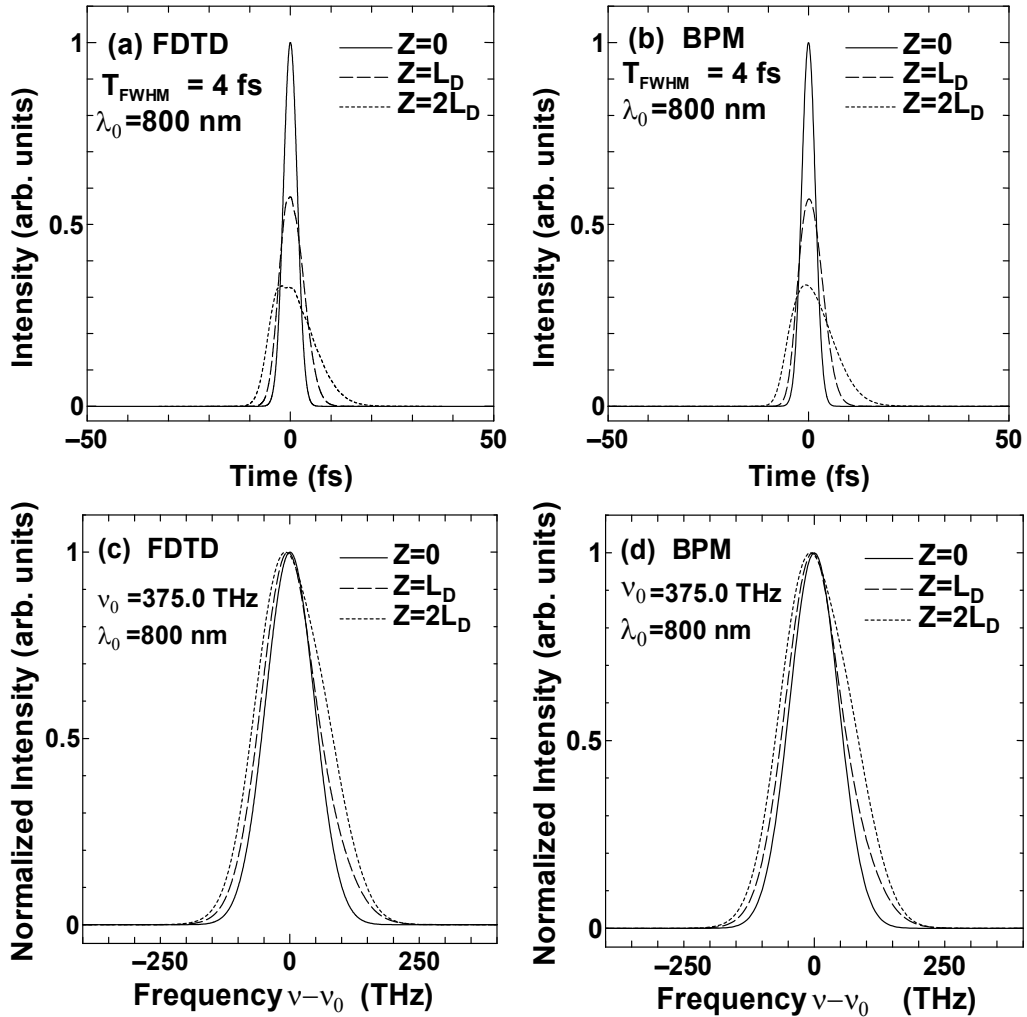 (a) FDTD
T_FWHM = 4 fs
λ₀=800 nm
Z=0
Z=L_D
Z=2L_D
1
0.5
0
Intensity (arb. units)
−50
0
50
Time (fs)
(b) BPM
T_FWHM = 4 fs
λ₀=800 nm
Z=0
Z=L_D
Z=2L_D
1
0.5
0
Intensity (arb. units)
−50
0
50
Time (fs)
(c) FDTD
ν₀ =375.0 THz
λ₀ =800 nm
Z=0
Z=L_D
Z=2L_D
1
0.5
0
Normalized Intensity (arb. units)
−250
0
250
Frequency ν−ν₀ (THz)
(d) BPM
ν₀ =375.0 THz
λ₀=800 nm
Z=0
Z=L_D
Z=2L_D
1
0.5
0
Normalized Intensity (arb. units)
−250
0
250
Frequency ν−ν₀ (THz)